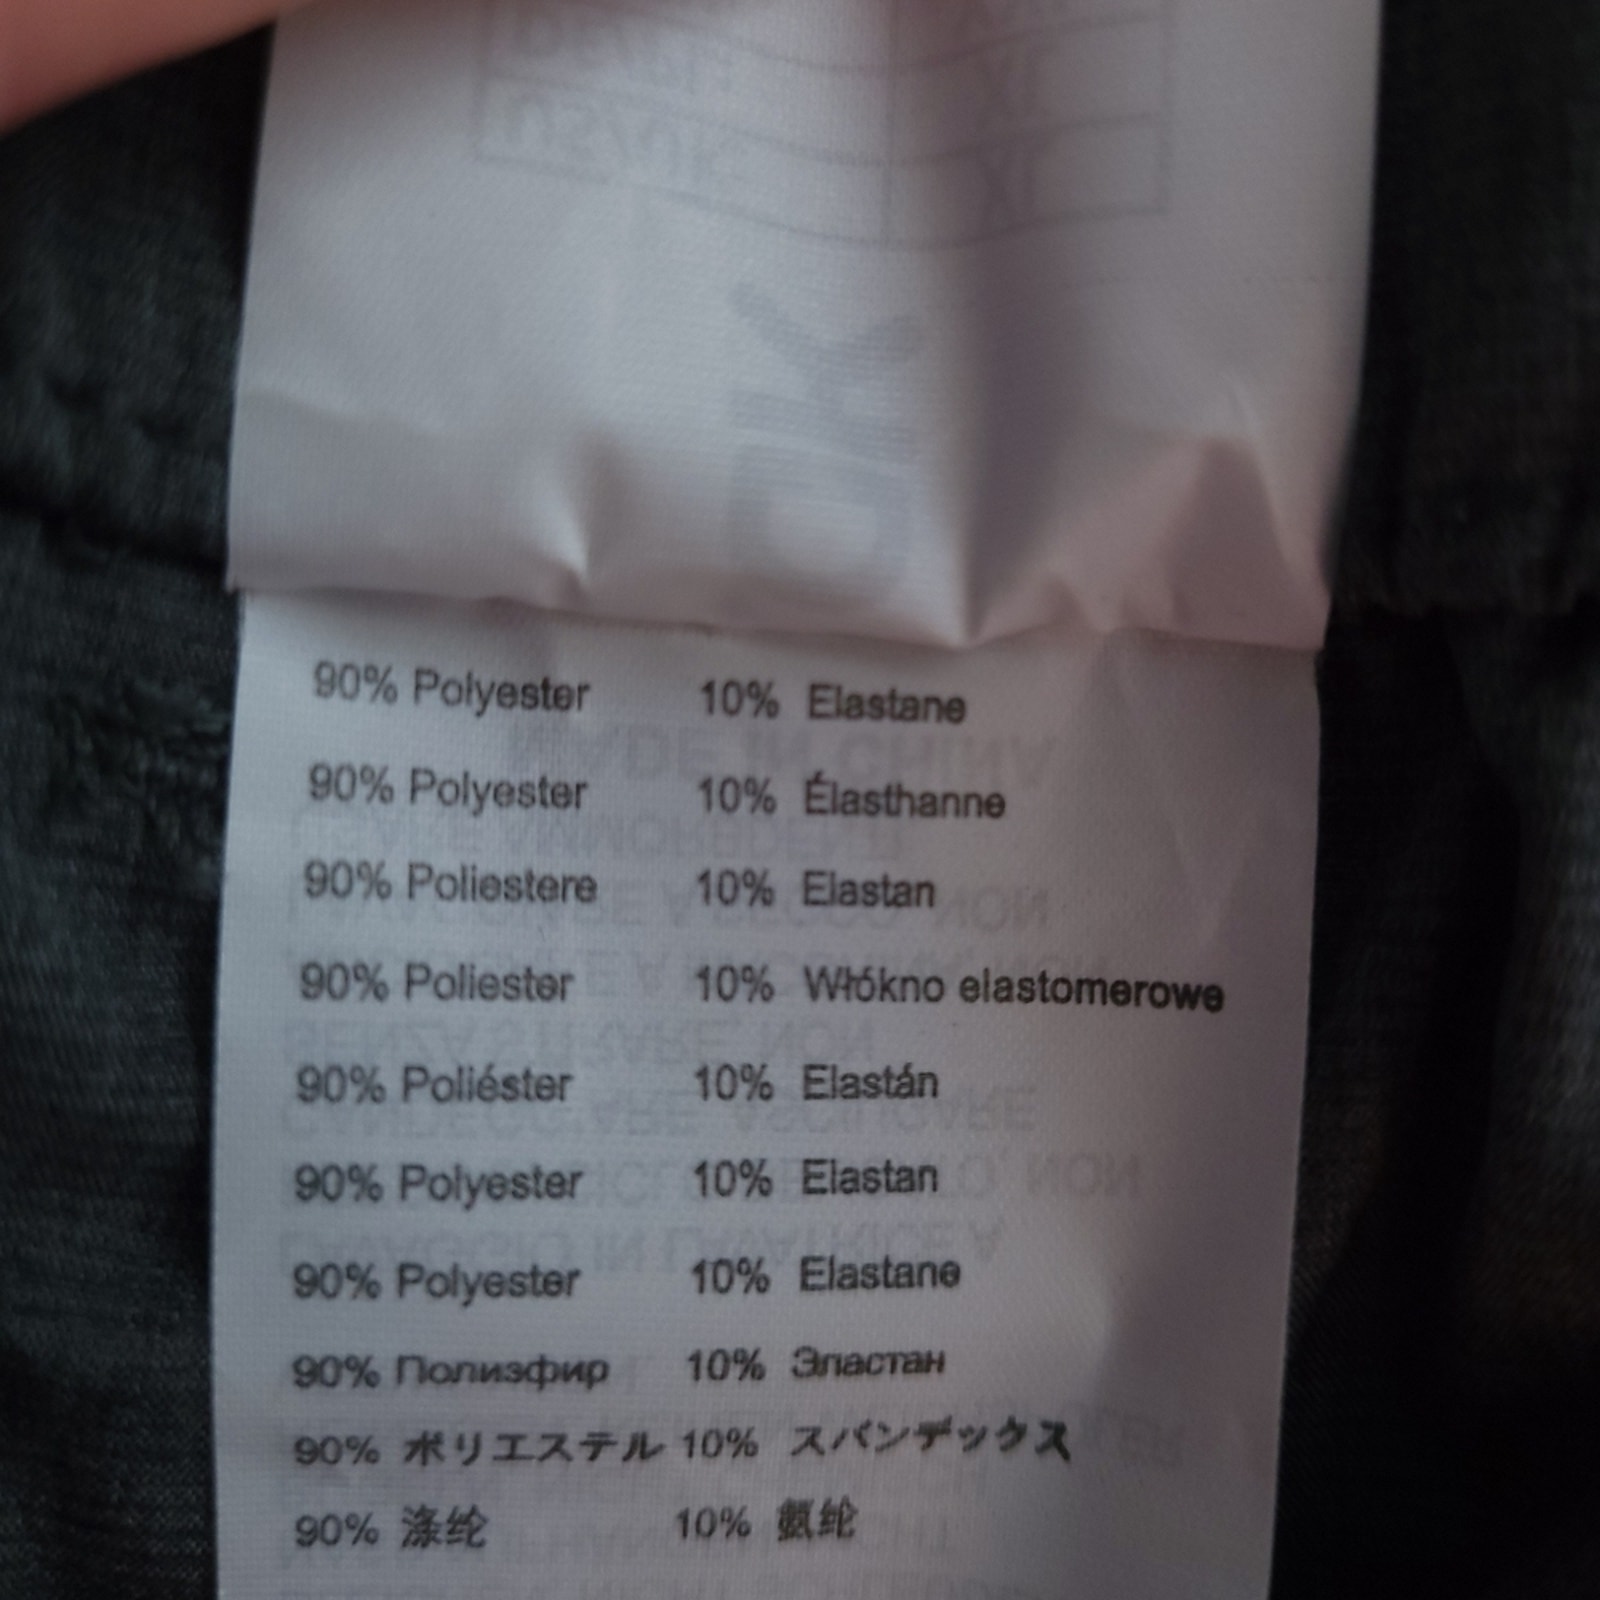 90% Polyester 10% Elastane
90% Polyester 10% Élasthanne
90% Poliestere 10% Elastan
90% Poliester 10% Włókno elastomerowe
90% Poliéster 10% Elastán
90% Polyester 10% Elastan
90% Polyester 10% Elastane
90% Полиэфир 10% Эластан
90% ポリエステル 10% スパンデックス
90% 涤纶 10% 氨纶